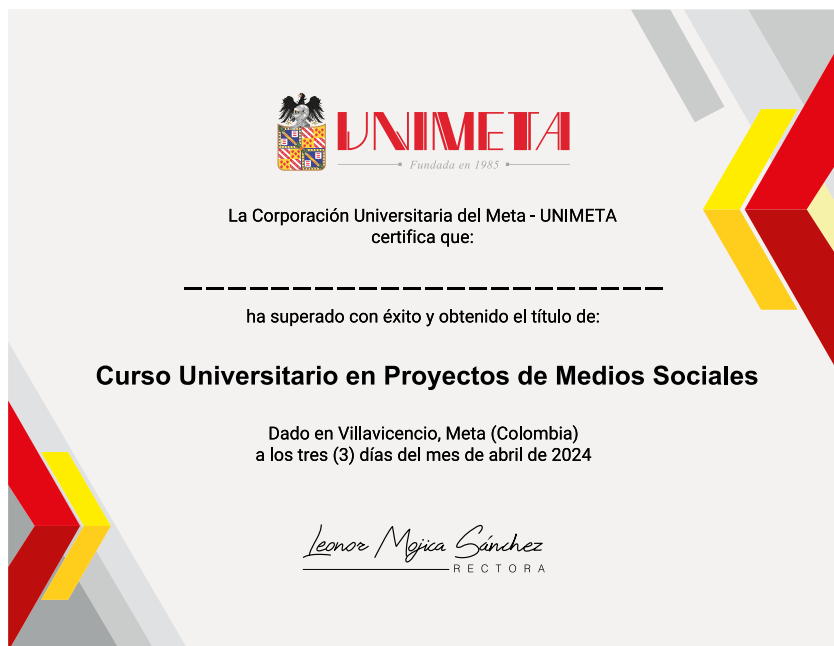 UNIMETA
Fundada en 1985
La Corporación Universitaria del Meta - UNIMETA
certifica que:
ha superado con éxito y obtenido el título de:
Curso Universitario en Proyectos de Medios Sociales
Dado en Villavicencio, Meta (Colombia)
a los tres (3) días del mes de abril de 2024
Leonor Mojica Sánchez
RECTORA